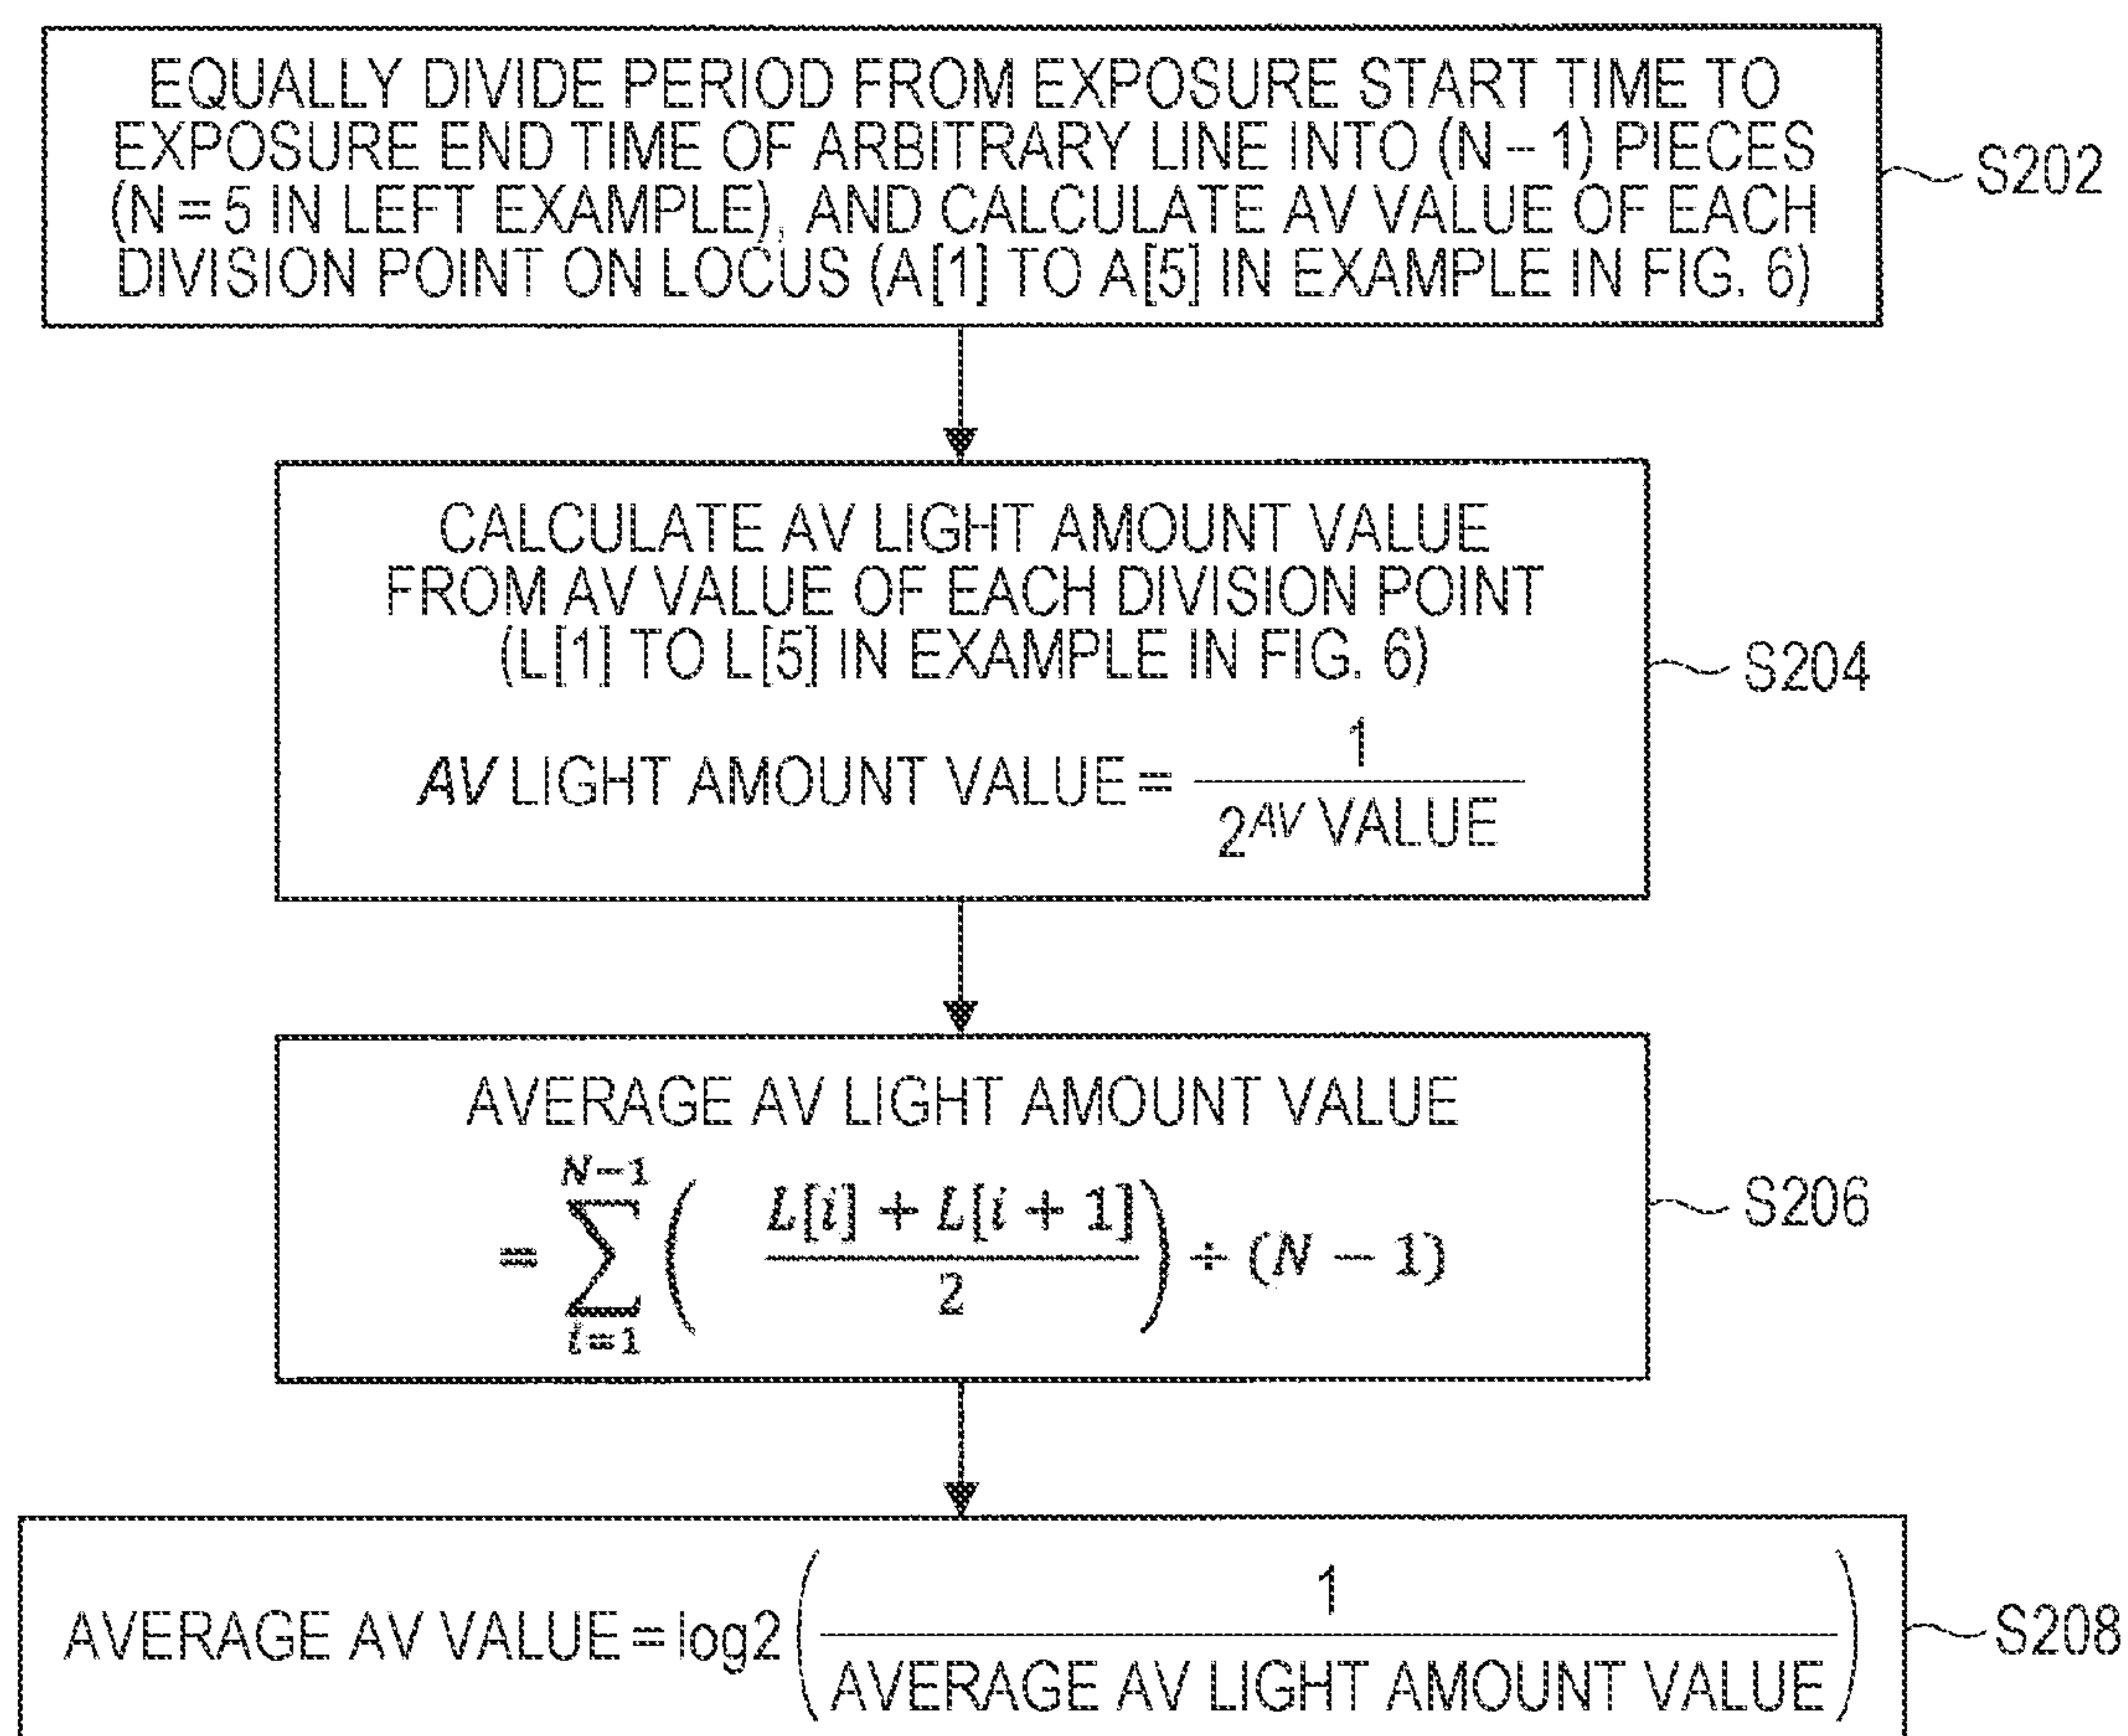 EQUALLY DIVIDE PERIOD FROM EXPOSURE START TIME TO
EXPOSURE END TIME OF ARBITRARY LINE INTO (N-1) PIECES
(N=5 IN LEFT EXAMPLE), AND CALCULATE AV VALUE OF EACH
DIVISION POINT ON LOCUS (A[1] TO A[5] IN EXAMPLE IN FIG. 6)
S202
CALCULATE AV LIGHT AMOUNT VALUE
FROM AV VALUE OF EACH DIVISION POINT
(L[1] TO L[5] IN EXAMPLE IN FIG. 6)
S204
AV LIGHT AMOUNT VALUE = 1 / 2^AV VALUE
AVERAGE AV LIGHT AMOUNT VALUE
S206
= ∑_{i=1}^{N-1} ( (L[i] + L[i + 1]) / 2 ) ÷ (N - 1)
AVERAGE AV VALUE = log2 ( 1 / AVERAGE AV LIGHT AMOUNT VALUE )
S208